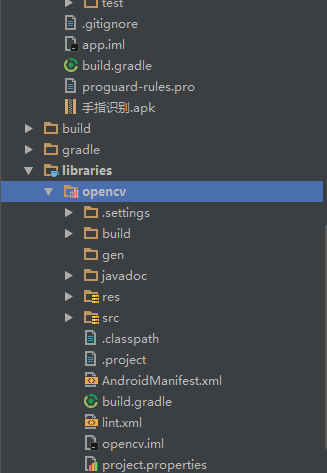 test
.gitignore
app.iml
build.gradle
proguard-rules.pro
手指识别.apk
build
gradle
libraries
opencv
.settings
build
gen
javadoc
res
src
.classpath
.project
AndroidManifest.xml
build.gradle
lint.xml
opencv.iml
project.properties